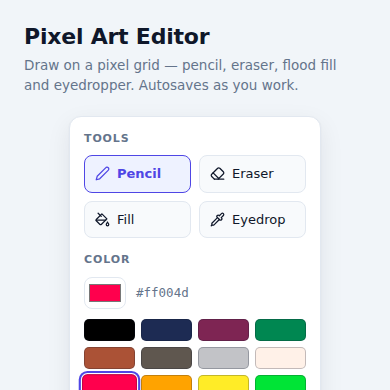 Pixel Art Editor
Draw on a pixel grid — pencil, eraser, flood fill
and eyedropper. Autosaves as you work.
TOOLS
Pencil
Eraser
Fill
Eyedrop
COLOR
#ff004d